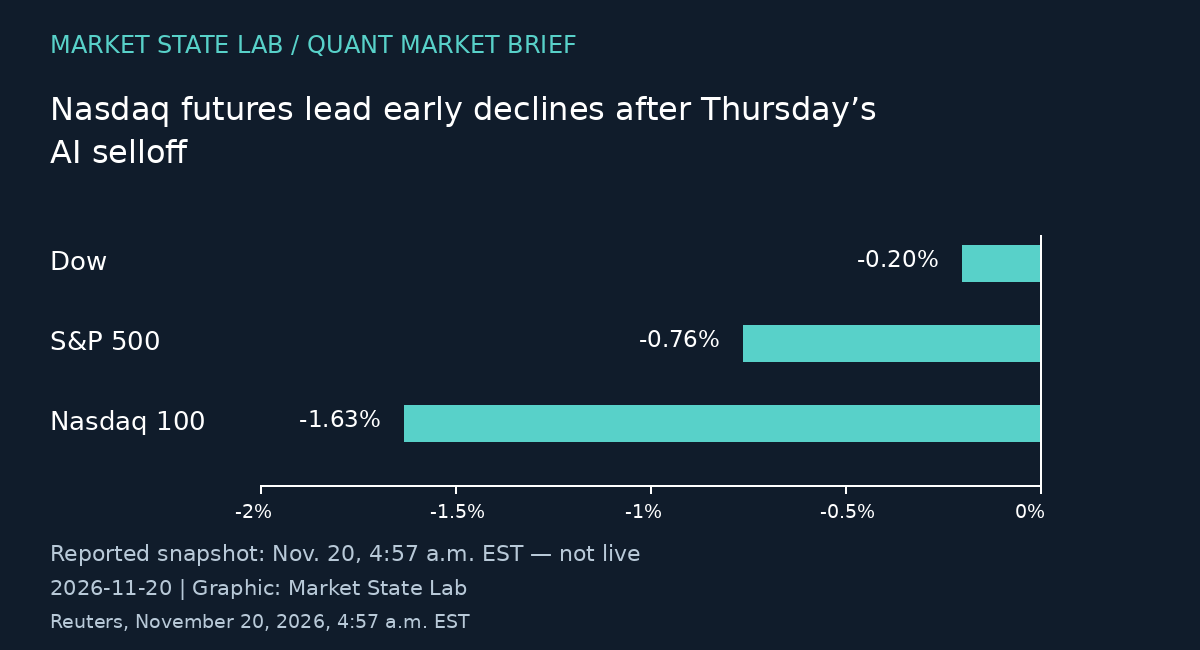 MARKET STATE LAB / QUANT MARKET BRIEF
Nasdaq futures lead early declines after Thursday’s
AI selloff
Dow
-0.20%
S&P 500
-0.76%
Nasdaq 100
-1.63%
-2%
-1.5%
-1%
-0.5%
0%
Reported snapshot: Nov. 20, 4:57 a.m. EST — not live
2026-11-20 | Graphic: Market State Lab
Reuters, November 20, 2026, 4:57 a.m. EST